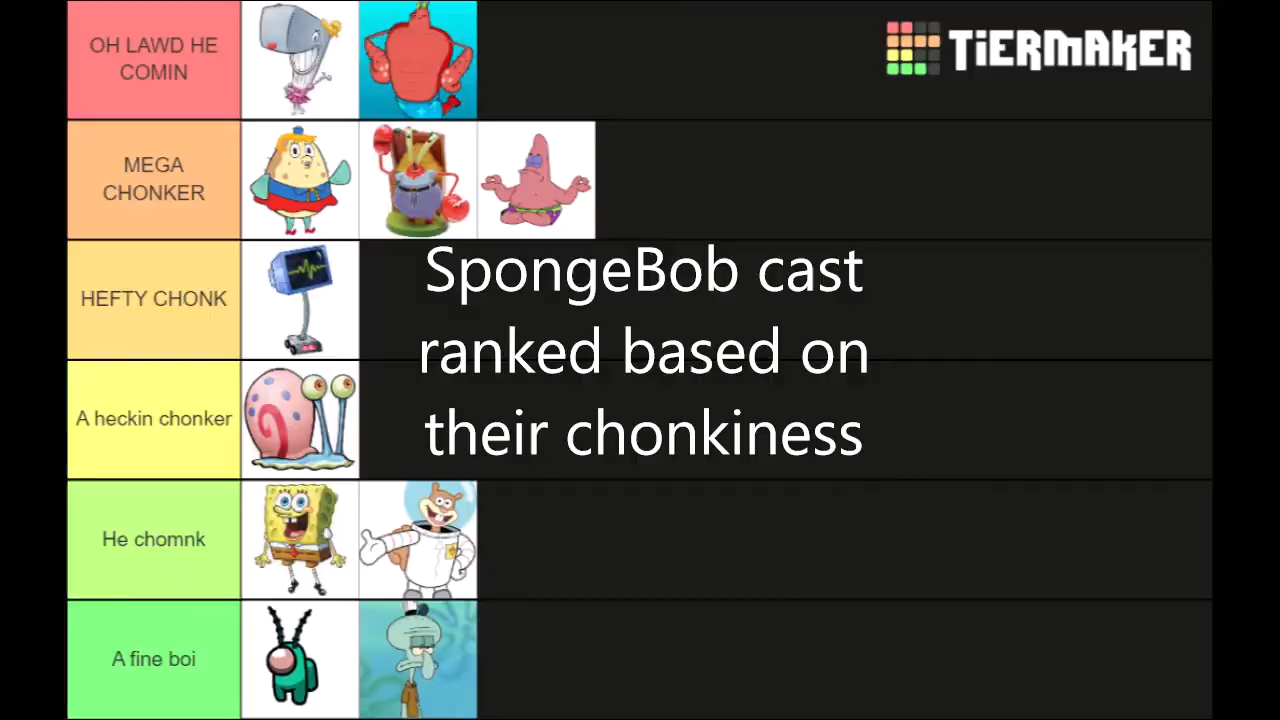 OH LAWD HE
COMIN
TiERMAKER
MEGA
CHONKER
HEFTY CHONK
SpongeBob cast
ranked based on
their chonkiness
A heckin chonker
He chomnk
A fine boi